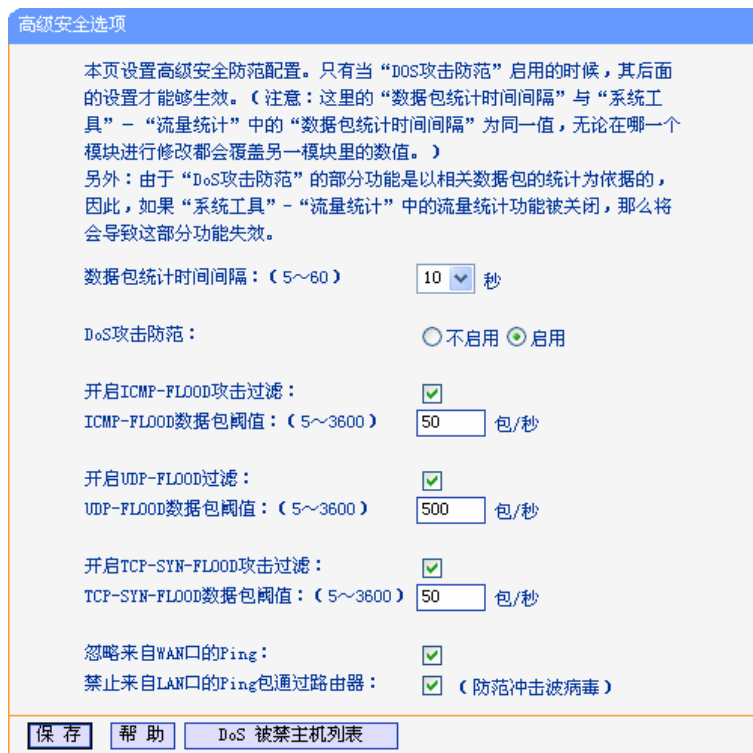 高级安全选项
本页设置高级安全防范配置。只有当“DOS攻击防范”启用的时候，其后面
的设置才能够生效。（注意：这里的“数据包统计时间间隔”与“系统工
具”－“流量统计”中的“数据包统计时间间隔”为同一值，无论在哪一个
模块进行修改都会覆盖另一模块里的数值。）
另外：由于“DoS攻击防范”的部分功能是以相关数据包的统计为依据的，
因此，如果“系统工具”-“流量统计”中的流量统计功能被关闭，那么将
会导致这部分功能失效。
数据包统计时间间隔：（5～60） 10 秒
DoS攻击防范： 不启用 启用
开启ICMP-FLOOD攻击过滤：
ICMP-FLOOD数据包阈值：（5～3600） 50 包/秒
开启UDP-FLOOD过滤：
UDP-FLOOD数据包阈值：（5～3600） 500 包/秒
开启TCP-SYN-FLOOD攻击过滤：
TCP-SYN-FLOOD数据包阈值：（5～3600） 50 包/秒
忽略来自WAN口的Ping：
禁止来自LAN口的Ping包通过路由器： （防范冲击波病毒）
保 存 帮 助 DoS 被禁主机列表